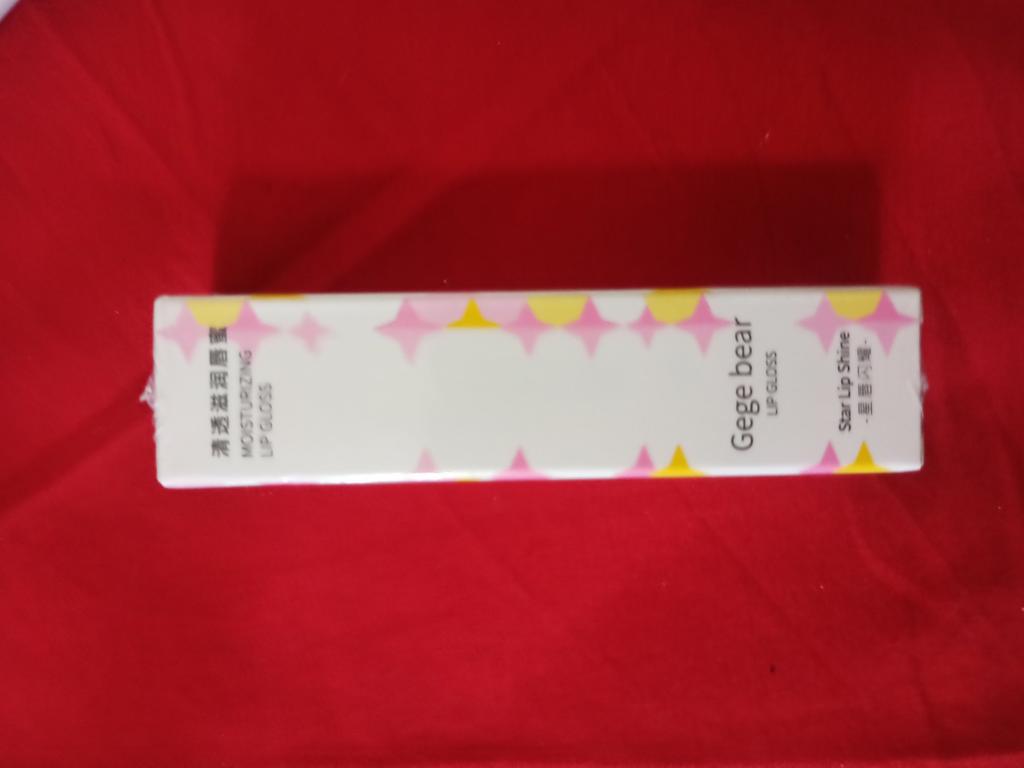 清透滋润唇蜜
MOISTURIZING
LIP GLOSS
Gege bear
LIP GLOSS
Star Lip Shine
-星唇闪耀-